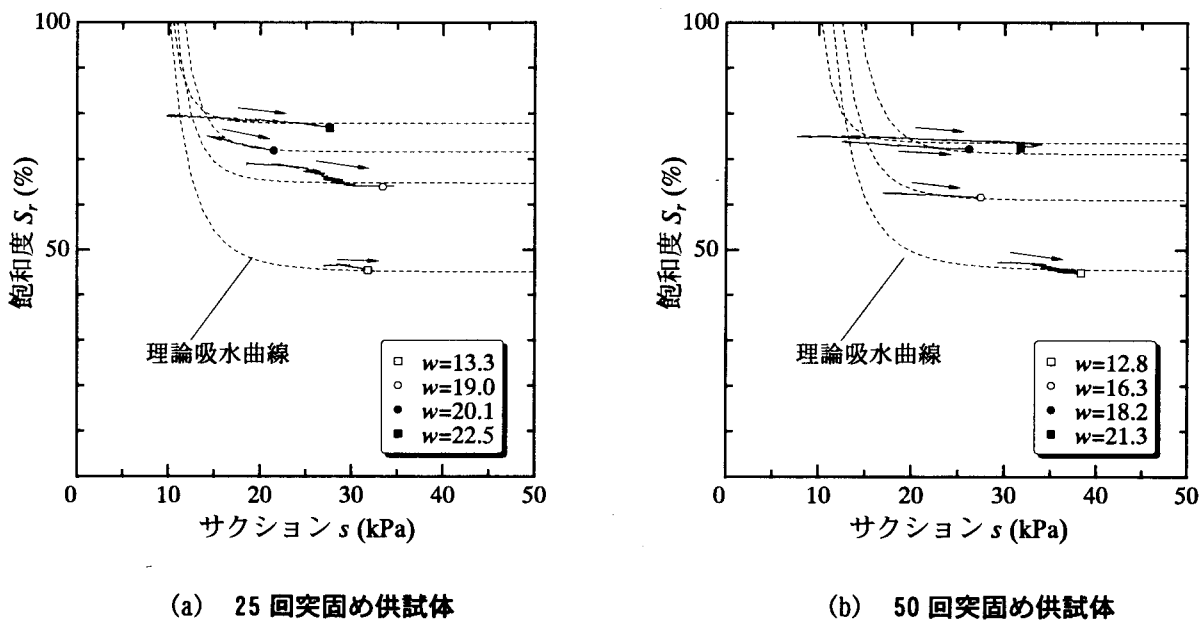 100
50
飽和度 Sr (%)
理論吸水曲線
w=13.3
w=19.0
w=20.1
w=22.5
0 10 20 30 40 50
サクション s (kPa)
(a) 25 回突固め供試体
100
50
飽和度 Sr (%)
理論吸水曲線
w=12.8
w=16.3
w=18.2
w=21.3
0 10 20 30 40 50
サクション s (kPa)
(b) 50 回突固め供試体